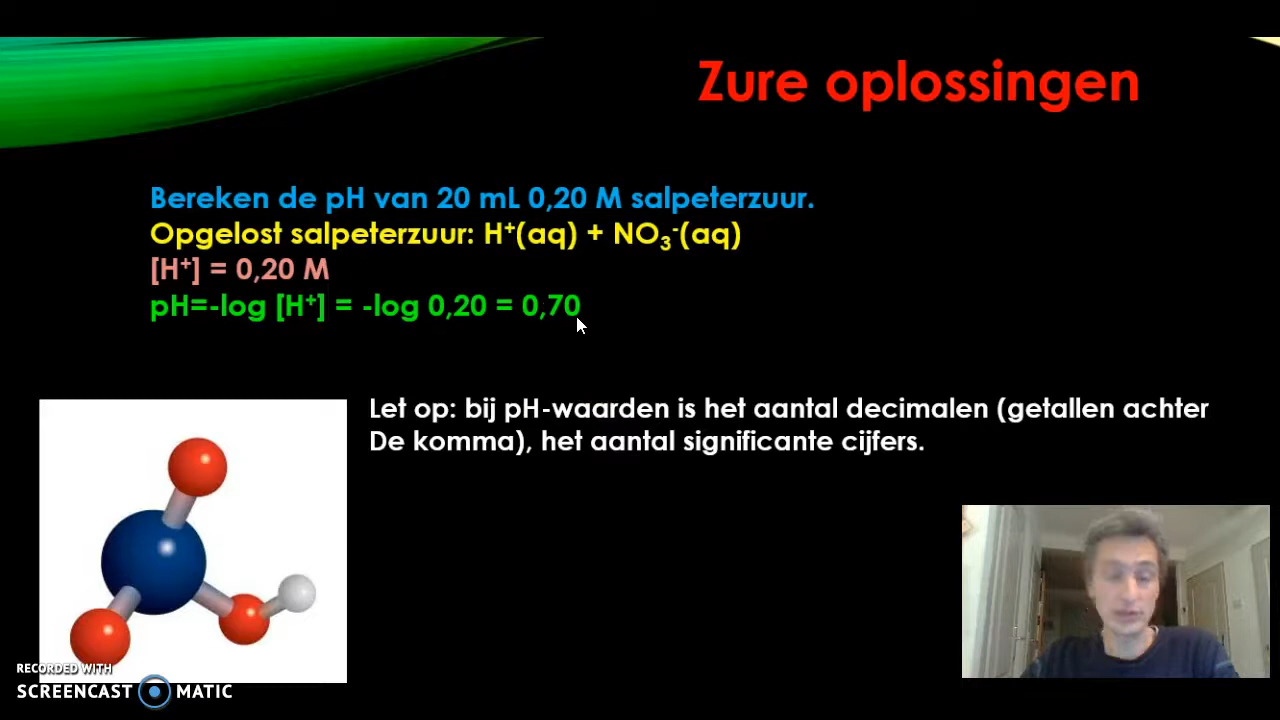 Zure oplossingen
Bereken de pH van 20 mL 0,20 M salpeterzuur.
Opgelost salpeterzuur: H⁺(aq) + NO₃⁻(aq)
[H⁺] = 0,20 M
pH=-log [H⁺] = -log 0,20 = 0,70
Let op: bij pH-waarden is het aantal decimalen (getallen achter
De komma), het aantal significante cijfers.
RECORDED WITH
SCREENCAST MATIC